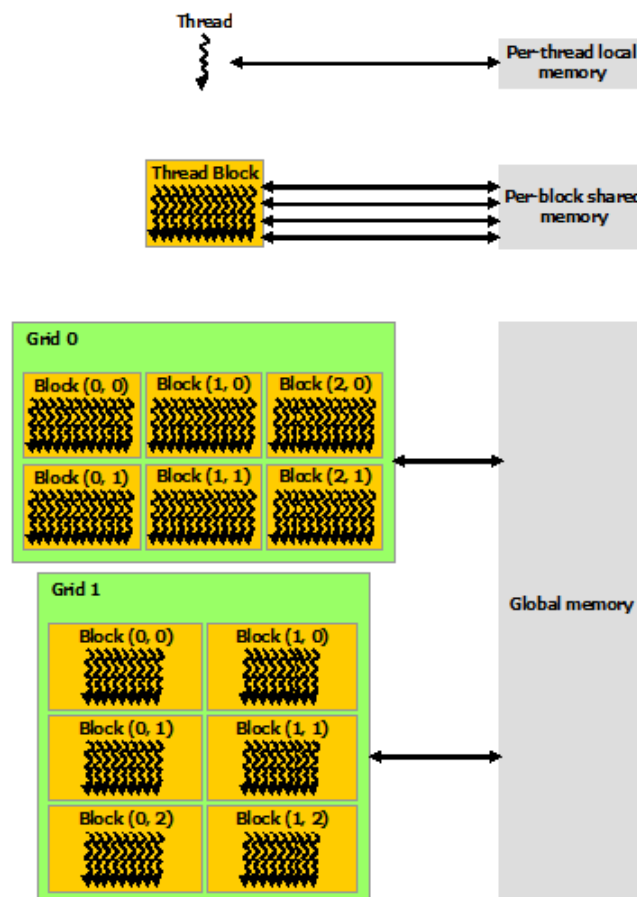 Thread
Per-thread local
memory
Thread Block
Per-block shared
memory
Grid 0
Block (0, 0) Block (1, 0) Block (2, 0)
Block (0, 1) Block (1, 1) Block (2, 1)
Grid 1
Global memory
Block (0, 0) Block (1, 0)
Block (0, 1) Block (1, 1)
Block (0, 2) Block (1, 2)